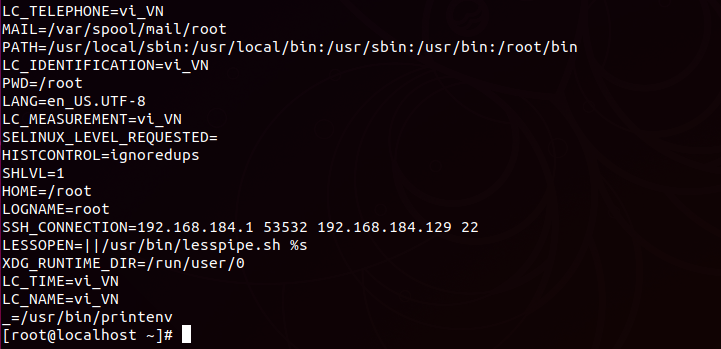 LC_TELEPHONE=vi_VN
MAIL=/var/spool/mail/root
PATH=/usr/local/sbin:/usr/local/bin:/usr/sbin:/usr/bin:/root/bin
LC_IDENTIFICATION=vi_VN
PWD=/root
LANG=en_US.UTF-8
LC_MEASUREMENT=vi_VN
SELINUX_LEVEL_REQUESTED=
HISTCONTROL=ignoredups
SHLVL=1
HOME=/root
LOGNAME=root
SSH_CONNECTION=192.168.184.1 53532 192.168.184.129 22
LESSOPEN=||/usr/bin/lesspipe.sh %s
XDG_RUNTIME_DIR=/run/user/0
LC_TIME=vi_VN
LC_NAME=vi_VN
_=/usr/bin/printenv
[root@localhost ~]#